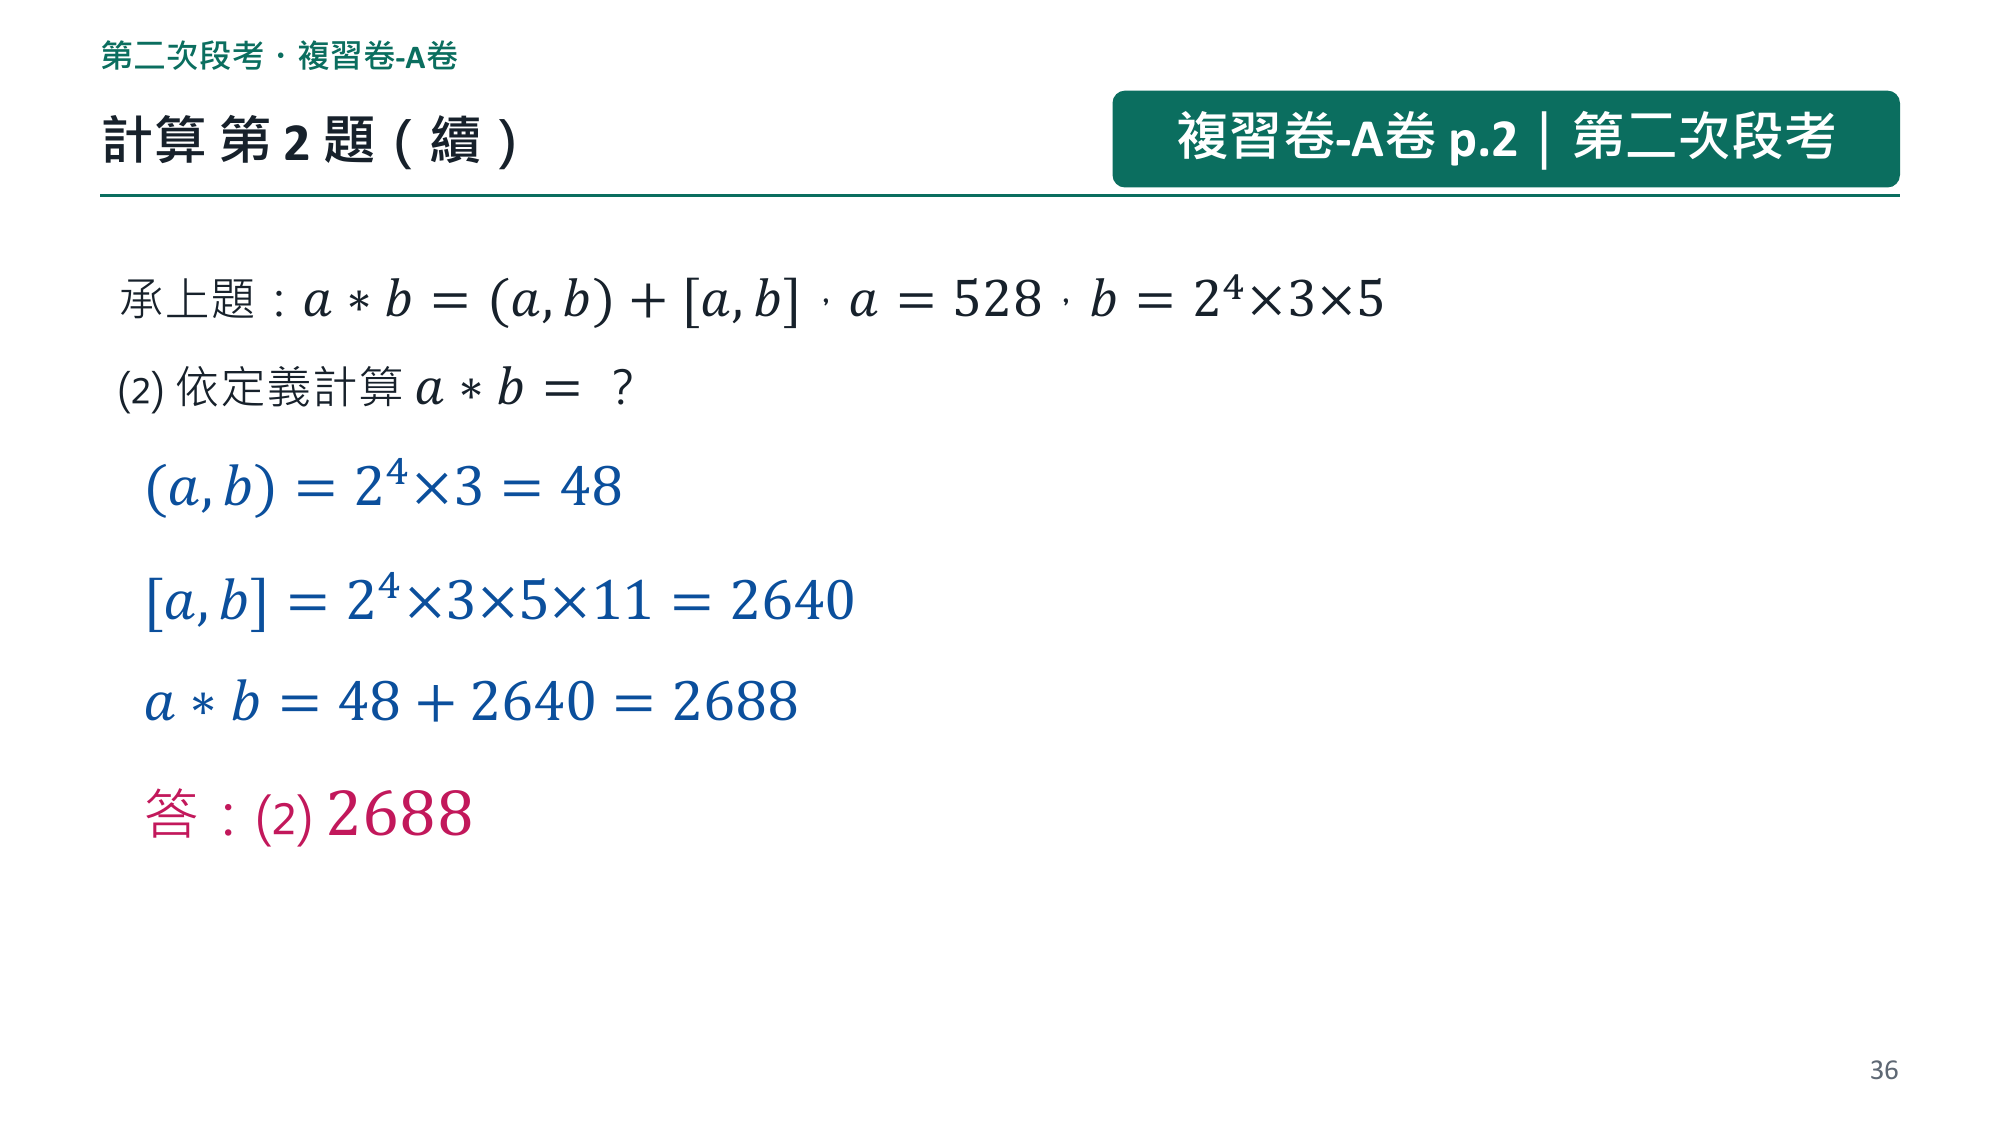 第二次段考・複習卷-A卷
計算 第 2 題（續）
複習卷-A卷 p.2｜第二次段考
承上題：a ∗ b = (a, b) + [a, b]，a = 528，b = 2⁴×3×5
(2) 依定義計算 a ∗ b = ？
(a, b) = 2⁴×3 = 48
[a, b] = 2⁴×3×5×11 = 2640
a ∗ b = 48 + 2640 = 2688
答：(2) 2688
36